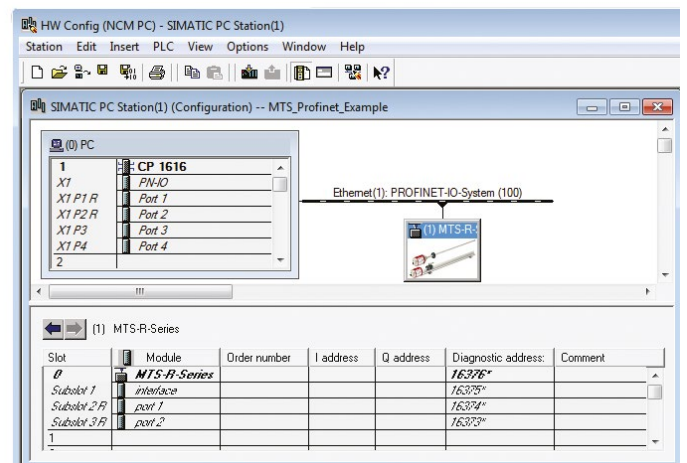 HW Config (NCM PC) - SIMATIC PC Station(1)
Station Edit Insert PLC View Options Window Help
SIMATIC PC Station(1) (Configuration) -- MTS_Profinet_Example
(0) PC
1 CP 1616
X1 PN-IO
X1 P1 R Port 1
X1 P2 R Port 2
X1 P3 Port 3
X1 P4 Port 4
2
Ethernet(1): PROFINET-IO-System (100)
(1) MTS-R-S
(1) MTS-R-Series
Slot Module Order number I address Q address Diagnostic address: Comment
0 MTS-R-Series 16376*
Subslot 1 interface 16375*
Subslot 2 R port 1 16374*
Subslot 3 R port 2 16373*
1